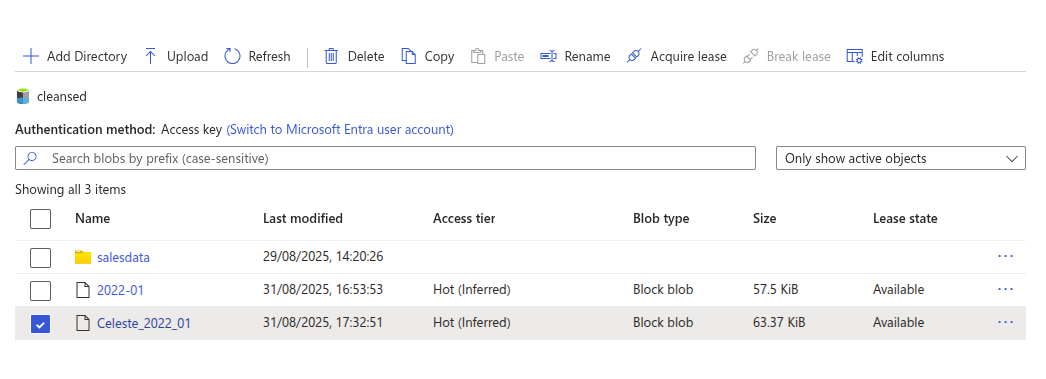 Add Directory Upload Refresh Delete Copy Paste Rename Acquire lease Break lease Edit columns
cleansed
Authentication method: Access key (Switch to Microsoft Entra user account)
Search blobs by prefix (case-sensitive) Only show active objects
Showing all 3 items
Name Last modified Access tier Blob type Size Lease state
salesdata 29/08/2025, 14:20:26
2022-01 31/08/2025, 16:53:53 Hot (Inferred) Block blob 57.5 KiB Available
Celeste_2022_01 31/08/2025, 17:32:51 Hot (Inferred) Block blob 63.37 KiB Available